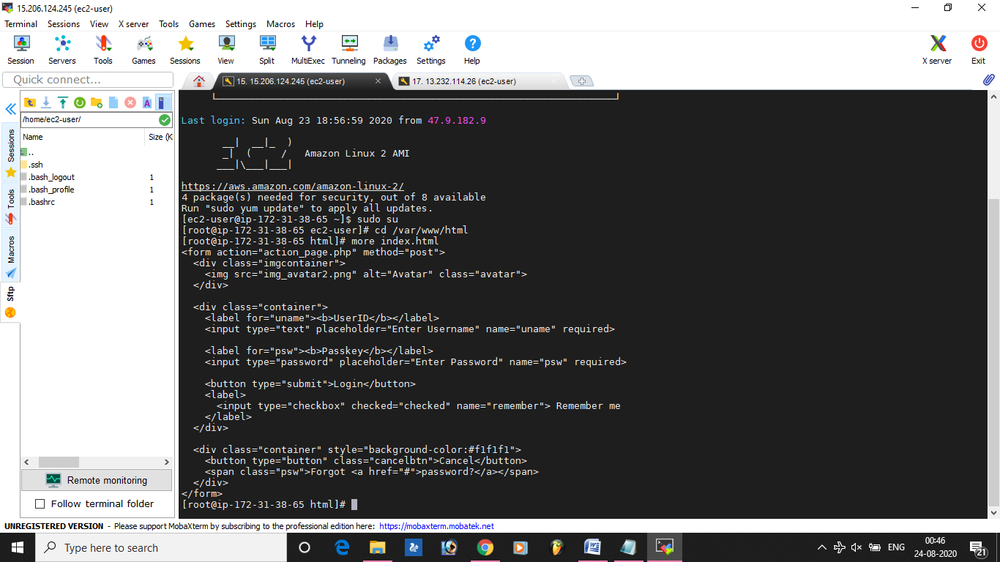 15.206.124.245 (ec2-user)
Terminal Sessions View X server Tools Games Settings Macros Help
Session Servers Tools Games Sessions View Split MultiExec Tunneling Packages Settings Help X server Exit
Quick connect...
15. 15.206.124.245 (ec2-user)
17. 13.232.114.26 (ec2-user)
/home/ec2-user/
Name Size (K
..
.ssh
.bash_logout 1
.bash_profile 1
.bashrc 1
Sessions
Tools
Macros
Sftp
Remote monitoring
Follow terminal folder
Last login: Sun Aug 23 18:56:59 2020 from 47.9.182.9
__|  __|_  )
_|  (     /   Amazon Linux 2 AMI
___|\___|___|
https://aws.amazon.com/amazon-linux-2/
4 package(s) needed for security, out of 8 available
Run "sudo yum update" to apply all updates.
[ec2-user@ip-172-31-38-65 ~]$ sudo su
[root@ip-172-31-38-65 ec2-user]# cd /var/www/html
[root@ip-172-31-38-65 html]# more index.html
<form action="action_page.php" method="post">
  <div class="imgcontainer">
    <img src="img_avatar2.png" alt="Avatar" class="avatar">
  </div>
  <div class="container">
    <label for="uname"><b>UserID</b></label>
    <input type="text" placeholder="Enter Username" name="uname" required>
    <label for="psw"><b>Passkey</b></label>
    <input type="password" placeholder="Enter Password" name="psw" required>
    <button type="submit">Login</button>
    <label>
      <input type="checkbox" checked="checked" name="remember"> Remember me
    </label>
  </div>
  <div class="container" style="background-color:#f1f1f1">
    <button type="button" class="cancelbtn">Cancel</button>
    <span class="psw">Forgot <a href="#">password?</a></span>
  </div>
</form>
[root@ip-172-31-38-65 html]#
UNREGISTERED VERSION - Please support MobaXterm by subscribing to the professional edition here: https://mobaxterm.mobatek.net
Type here to search
ENG
00:46
24-08-2020
21